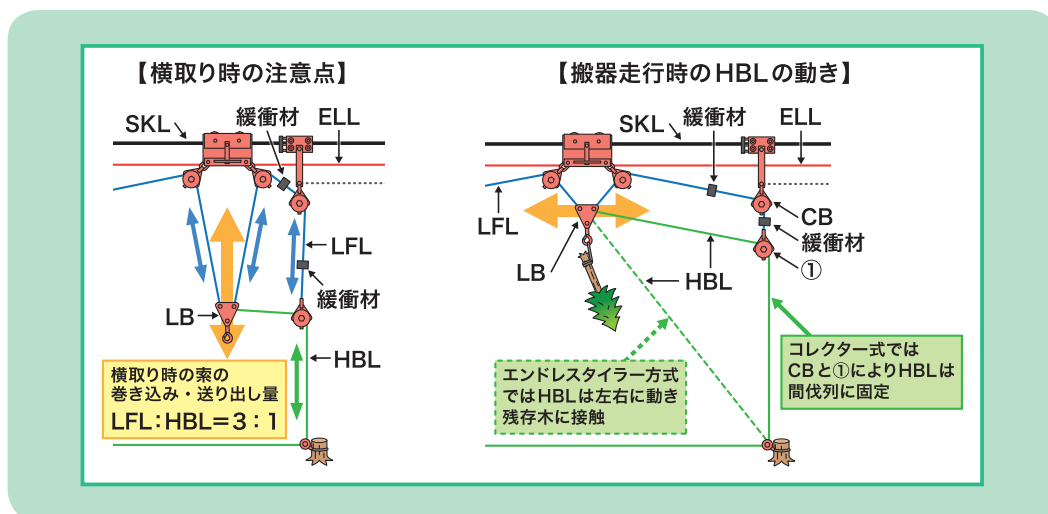 【横取り時の注意点】
SKL
緩衝材
ELL
LFL
緩衝材
LB
HBL
横取り時の索の
巻き込み・送り出し量
LFL:HBL=3:1
【搬器走行時のHBLの動き】
SKL
緩衝材
ELL
LFL
CB
緩衝材
①
LB
HBL
エンドレスタイラー方式
ではHBLは左右に動き
残存木に接触
コレクター式では
CBと①によりHBLは
間伐列に固定